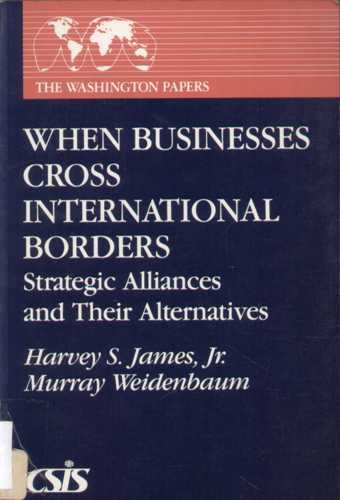 THE WASHINGTON PAPERS
WHEN BUSINESSES
CROSS
INTERNATIONAL
BORDERS
Strategic Alliances
and Their Alternatives
Harvey S. James, Jr.
Murray Weidenbaum
CSIS